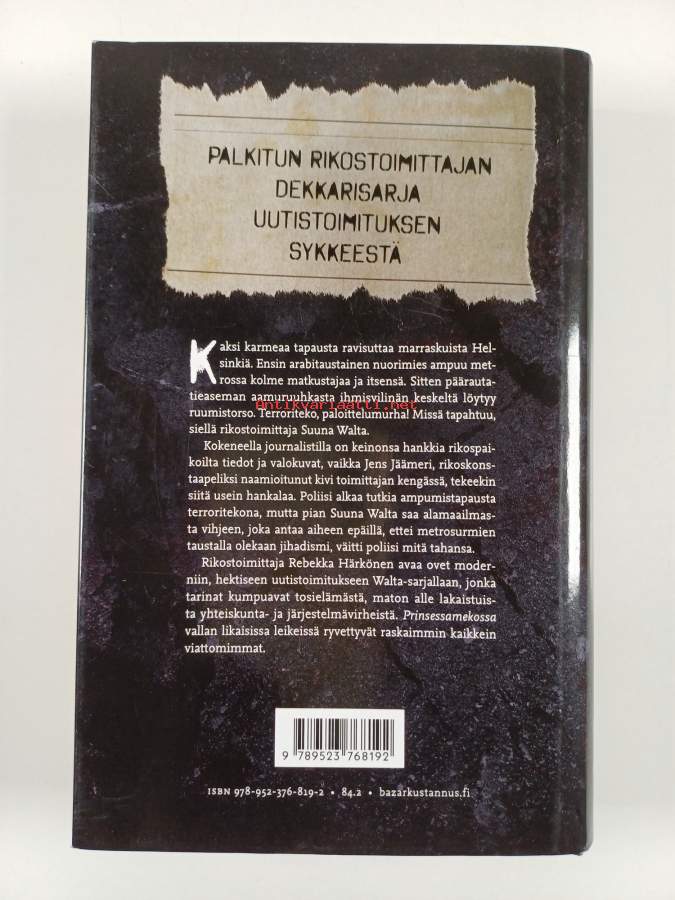 PALKITUN RIKOSTOIMITTAJAN
DEKKARISARJA
UUTISTOIMITUKSEN
SYKKEESTÄ
Kaksi karmeaa tapausta ravisuttaa marraskuista Hel-
sinkiä. Ensin arabitaustainen nuorimies ampuu met-
rossa kolme matkustajaa ja itsensä. Sitten päärauta-
tieaseman aamuruuhkasta ihmisvilinän keskeltä löytyy
ruumistorso. Terroriteko, paloittelumurha! Missä tapahtuu,
siellä rikostoimittaja Suuna Walta.
Kokeneella journalistilla on keinonsa hankkia rikospai-
koilta tiedot ja valokuvat, vaikka Jens Jäämeri, rikoskons-
taapeliksi naamioitunut kivi toimittajan kengässä, tekeekin
siitä usein hankalaa. Poliisi alkaa tutkia ampumistapausta
terroritekona, mutta pian Suuna Walta saa alamaailmas-
ta vihjeen, joka antaa aiheen epäillä, ettei metrosurmien
taustalla olekaan jihadismi, väitti poliisi mitä tahansa.
Rikostoimittaja Rebekka Härkönen avaa ovet moder-
niin, hektiseen uutistoimitukseen Walta-sarjallaan, jonka
tarinat kumpuavat tosielämästä, maton alle lakaistuis-
ta yhteiskunta- ja järjestelmävirheistä. Prinsessamekossa
vallan likaisissa leikeissä ryvettyvät raskaimmin kaikkein
viattomimmat.
Antikvariaatti.net
9 789523 768192
ISBN 978-952-376-819-2 • 84.2 • bazarkustannus.fi